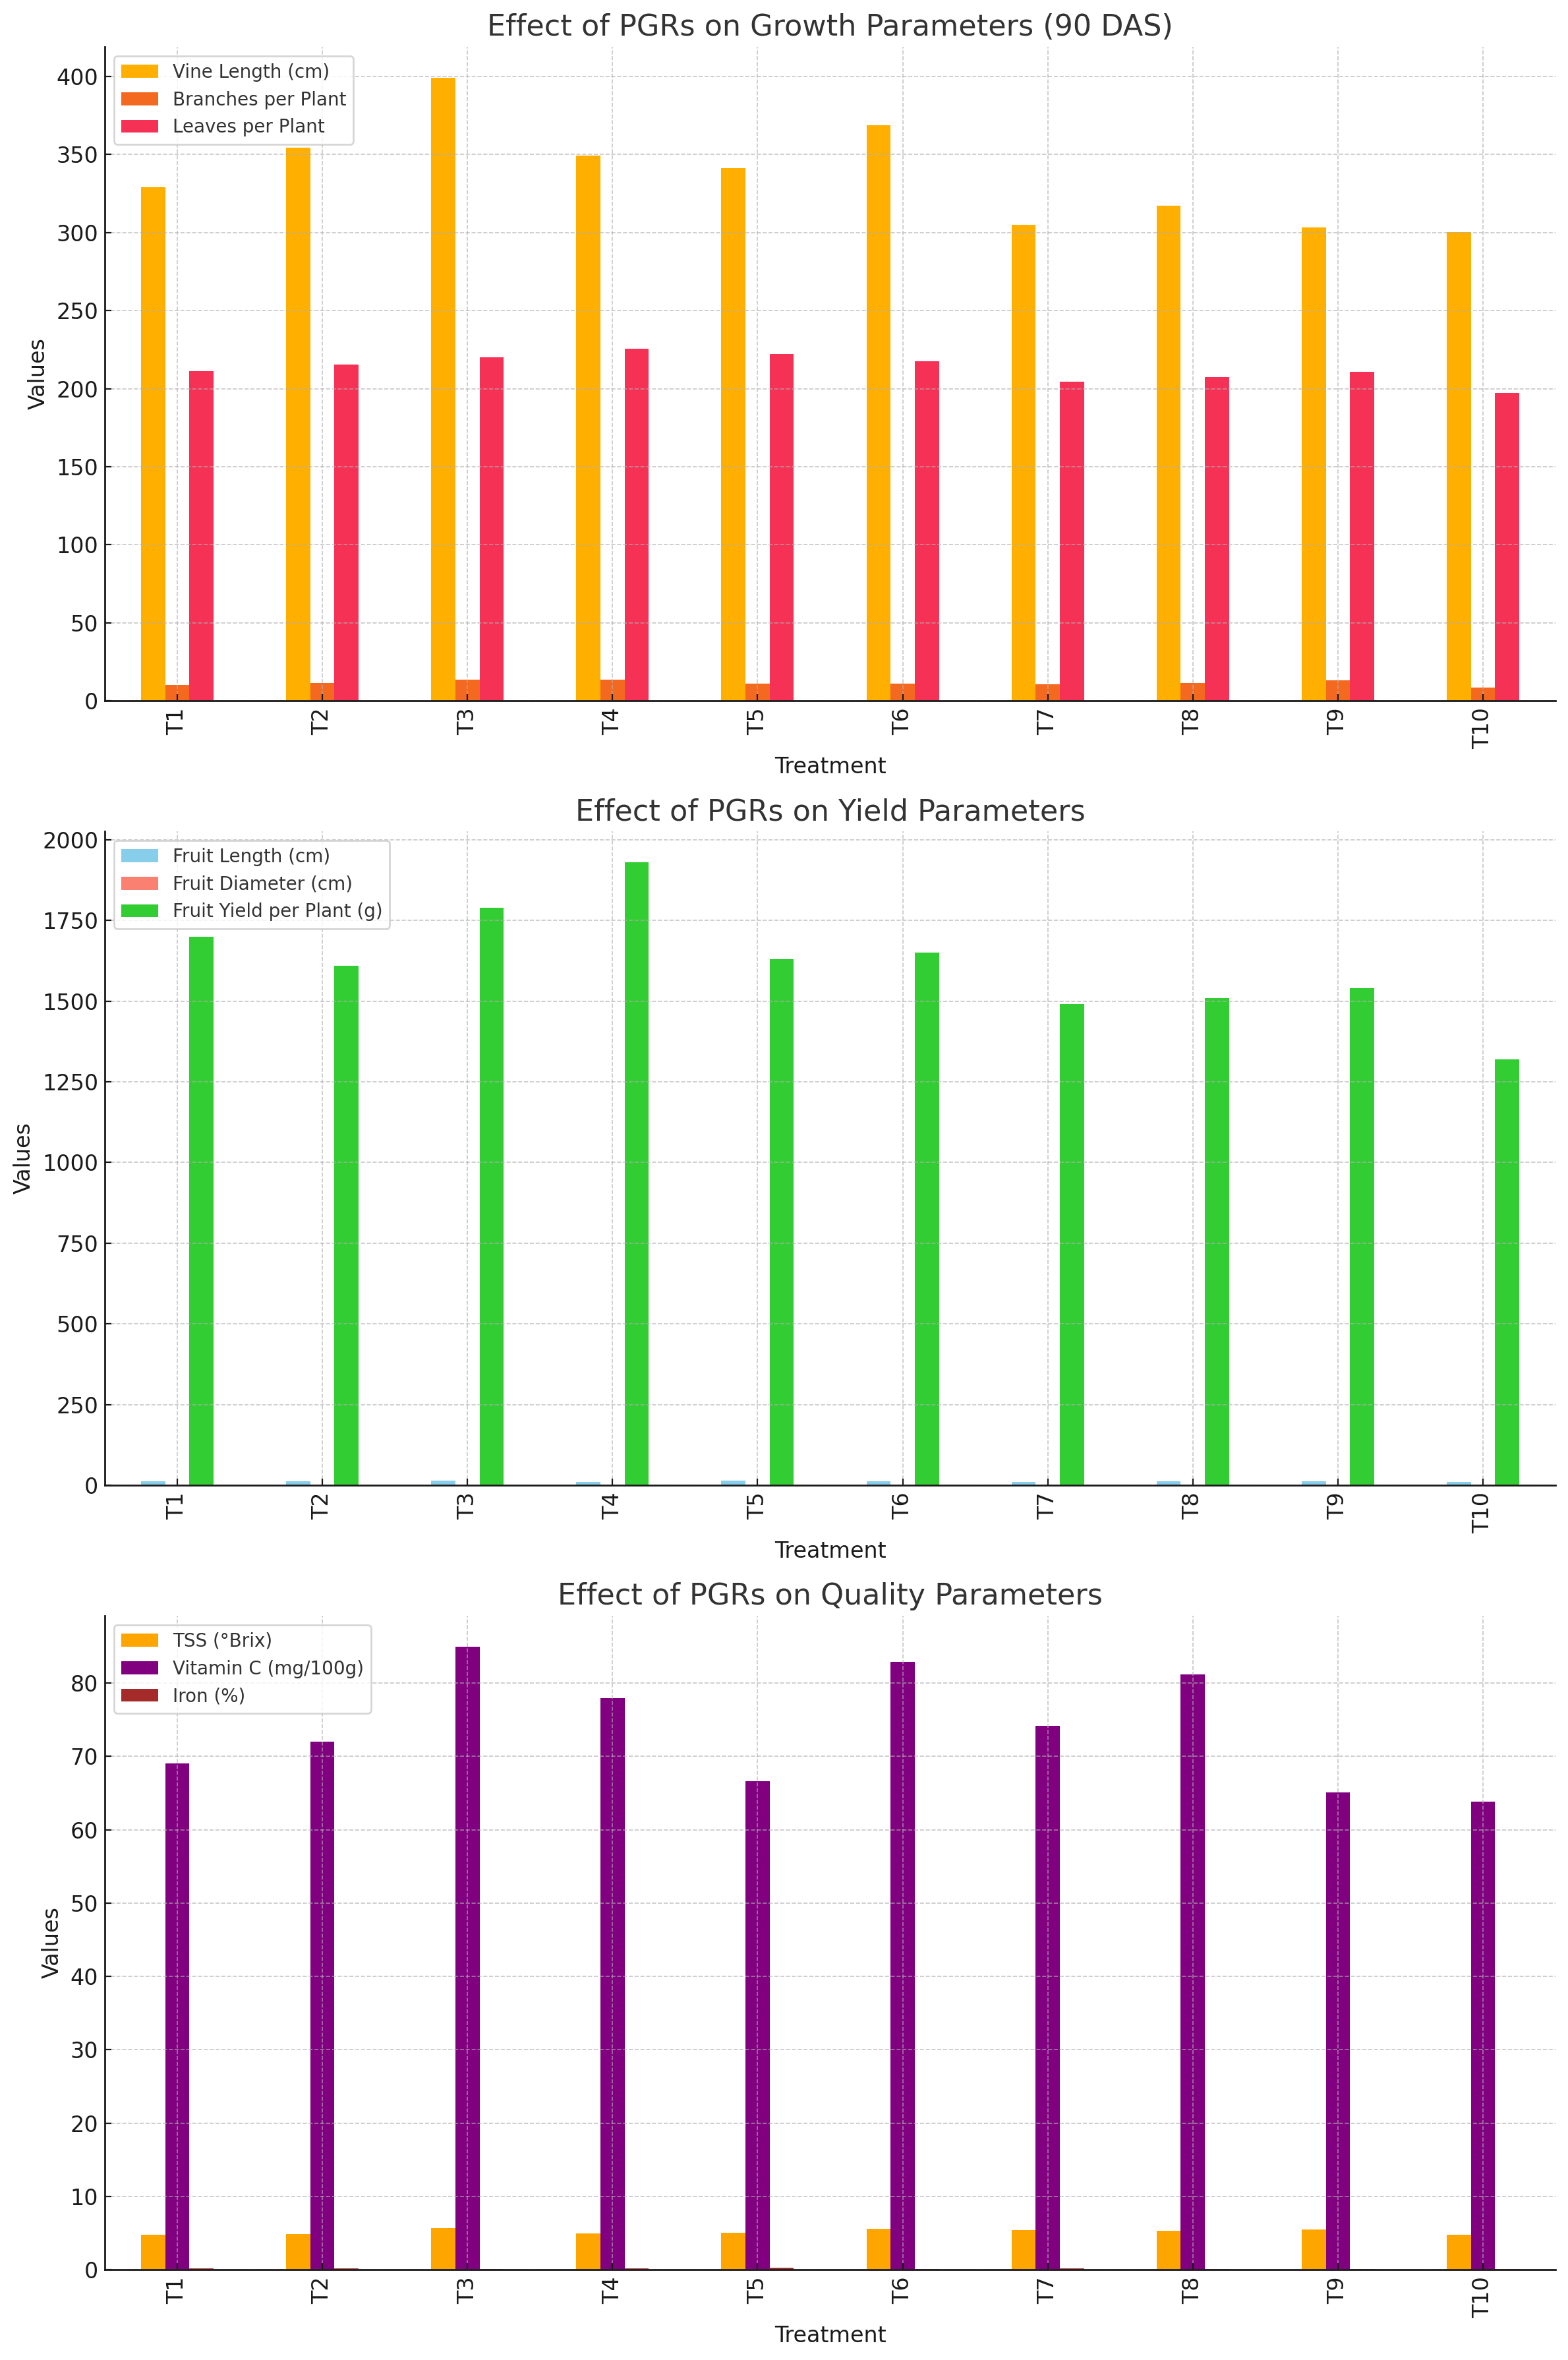 Effect of PGRs on Growth Parameters (90 DAS)
Vine Length (cm)
Branches per Plant
Leaves per Plant
Values
400
350
300
250
200
150
100
50
0
T1 T2 T3 T4 T5 T6 T7 T8 T9 T10
Treatment
Effect of PGRs on Yield Parameters
Fruit Length (cm)
Fruit Diameter (cm)
Fruit Yield per Plant (g)
Values
2000
1750
1500
1250
1000
750
500
250
0
T1 T2 T3 T4 T5 T6 T7 T8 T9 T10
Treatment
Effect of PGRs on Quality Parameters
TSS (°Brix)
Vitamin C (mg/100g)
Iron (%)
Values
80
70
60
50
40
30
20
10
0
T1 T2 T3 T4 T5 T6 T7 T8 T9 T10
Treatment